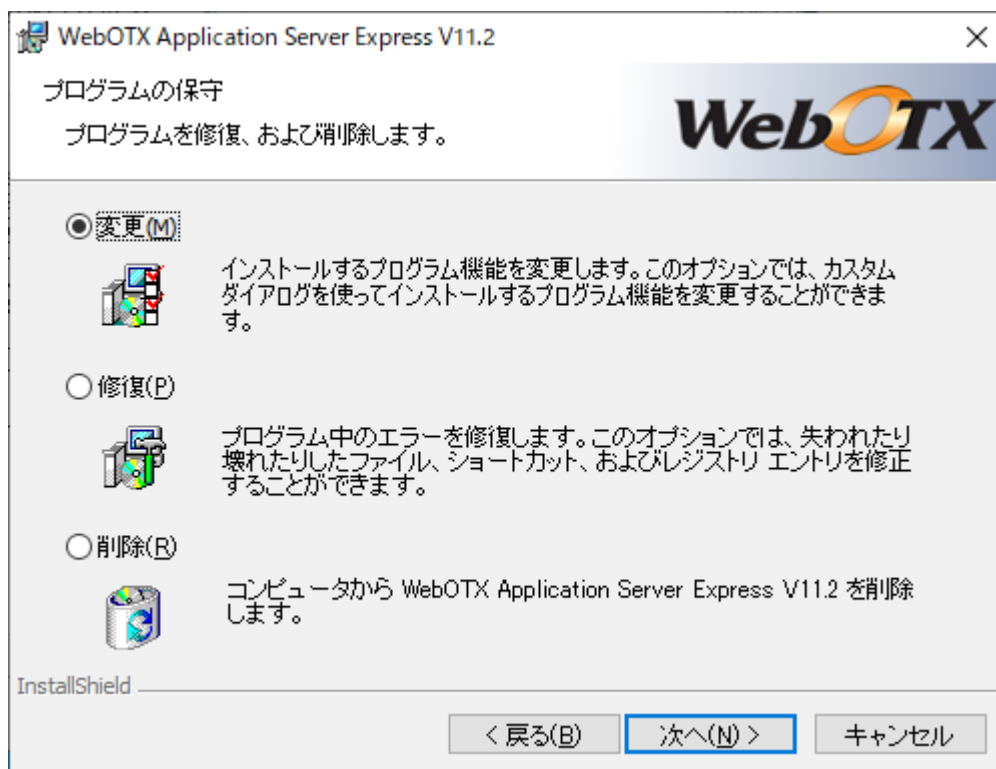 WebOTX Application Server Express V11.2
プログラムの保守
プログラムを修復、および削除します。
WebOTX
変更(M)
インストールするプログラム機能を変更します。このオプションでは、カスタム
ダイアログを使ってインストールするプログラム機能を変更することができま
す。
修復(P)
プログラム中のエラーを修復します。このオプションでは、失われたり
壊れたりしたファイル、ショートカット、およびレジストリ エントリを修正
することができます。
削除(R)
コンピュータから WebOTX Application Server Express V11.2 を削除
します。
InstallShield
< 戻る(B)
次へ(N) >
キャンセル